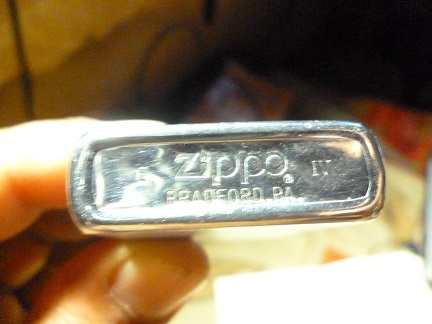 E Zippo® IV
BRADFORD, PA.